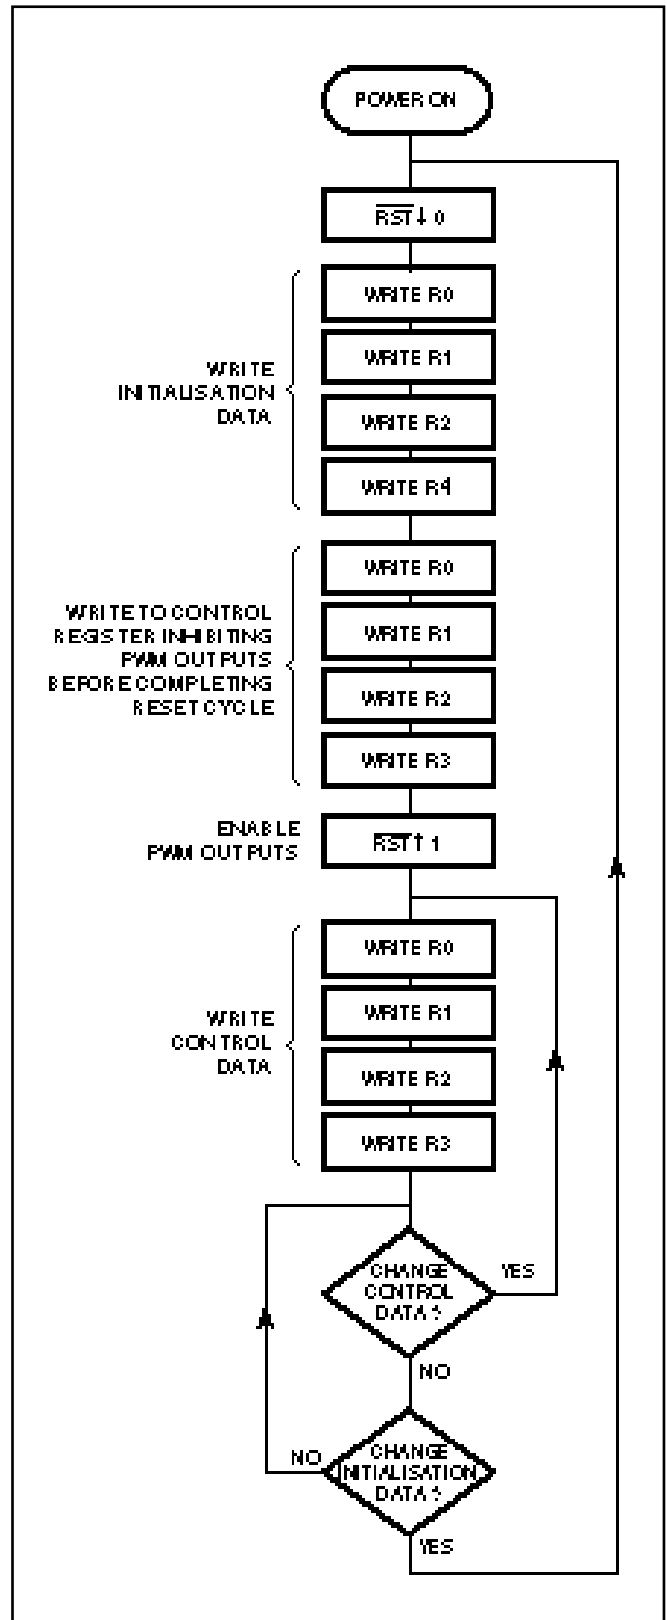 POWER ON
RST↓ 0
WRITE R0
WRITE R1
WRITE R2
WRITE R4
WRITE
INITIALISATION
DATA
WRITE R0
WRITE R1
WRITE R2
WRITE R3
WRITE TO CONTROL
REGISTER INHIBITING
PWM OUTPUTS
BEFORE COMPLETING
RESET CYCLE
ENABLE
PWM OUTPUTS
RST↑ 1
WRITE R0
WRITE R1
WRITE R2
WRITE R3
WRITE
CONTROL
DATA
CHANGE
CONTROL
DATA ?
YES
NO
CHANGE
INITIALISATION
DATA ?
NO
YES